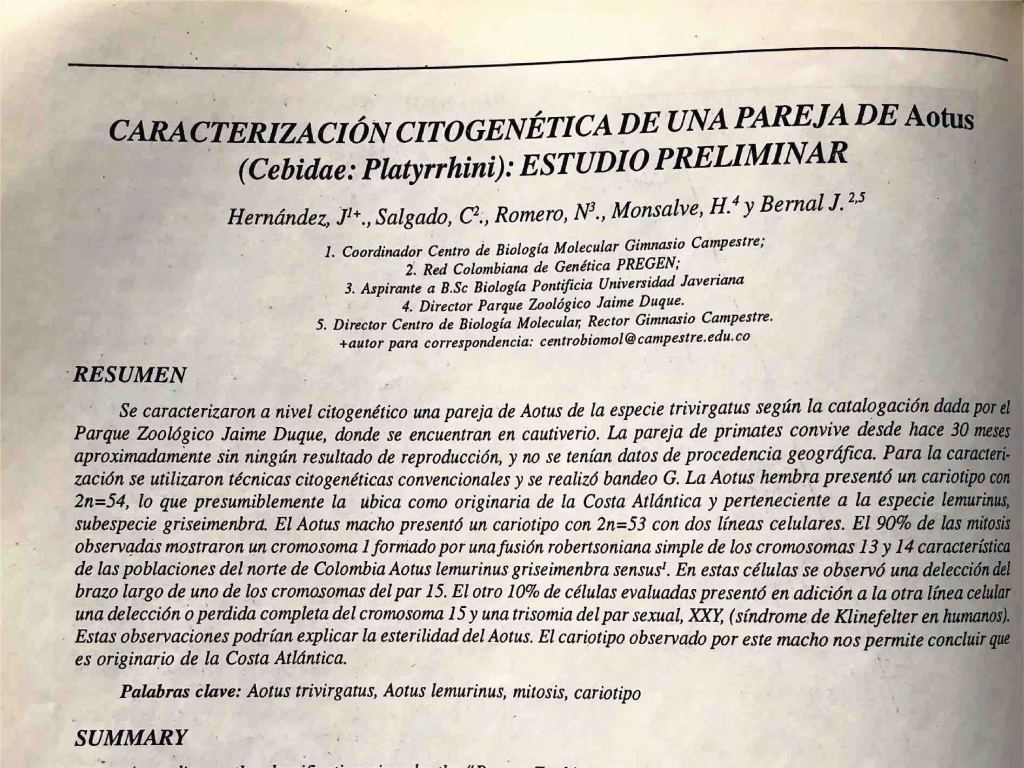 CARACTERIZACIÓN CITOGENÉTICA DE UNA PAREJA DE Aotus
(Cebidae: Platyrrhini): ESTUDIO PRELIMINAR
Hernández, J¹⁺., Salgado, C²., Romero, N³., Monsalve, H.⁴ y Bernal J. ²,⁵
1. Coordinador Centro de Biología Molecular Gimnasio Campestre;
2. Red Colombiana de Genética PREGEN;
3. Aspirante a B.Sc Biología Pontificia Universidad Javeriana
4. Director Parque Zoológico Jaime Duque.
5. Director Centro de Biología Molecular, Rector Gimnasio Campestre.
+autor para correspondencia: centrobiomol@campestre.edu.co
RESUMEN
Se caracterizaron a nivel citogenético una pareja de Aotus de la especie trivirgatus según la catalogación dada por el
Parque Zoológico Jaime Duque, donde se encuentran en cautiverio. La pareja de primates convive desde hace 30 meses
aproximadamente sin ningún resultado de reproducción, y no se tenían datos de procedencia geográfica. Para la caracteri-
zación se utilizaron técnicas citogenéticas convencionales y se realizó bandeo G. La Aotus hembra presentó un cariotipo con
2n=54, lo que presumiblemente la ubica como originaria de la Costa Atlántica y perteneciente a la especie lemurinus,
subespecie griseimenbra. El Aotus macho presentó un cariotipo con 2n=53 con dos líneas celulares. El 90% de las mitosis
observadas mostraron un cromosoma 1 formado por una fusión robertsoniana simple de los cromosomas 13 y 14 característica
de las poblaciones del norte de Colombia Aotus lemurinus griseimenbra sensus¹. En estas células se observó una delección del
brazo largo de uno de los cromosomas del par 15. El otro 10% de células evaluadas presentó en adición a la otra línea celular
una delección o perdida completa del cromosoma 15 y una trisomia del par sexual, XXY, (síndrome de Klinefelter en humanos).
Estas observaciones podrían explicar la esterilidad del Aotus. El cariotipo observado por este macho nos permite concluir que
es originario de la Costa Atlántica.
Palabras clave: Aotus trivirgatus, Aotus lemurinus, mitosis, cariotipo
SUMMARY